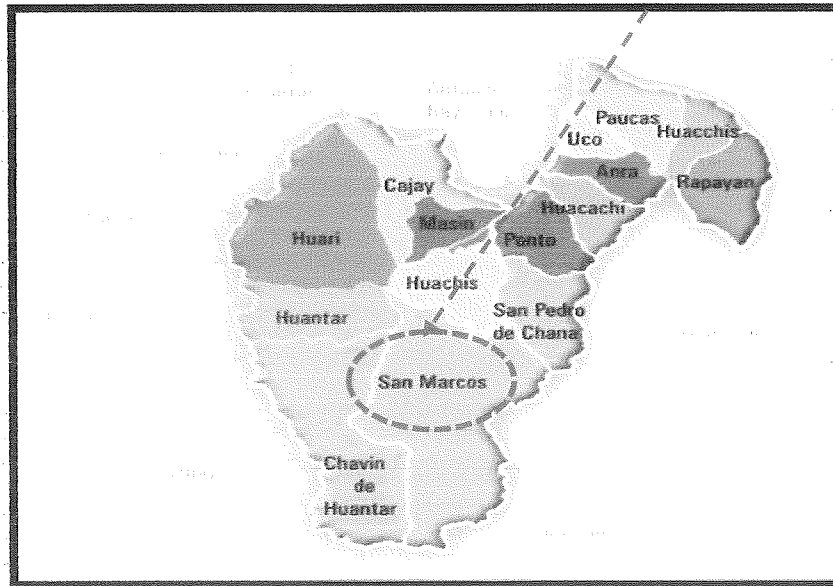 Paucas
Huacchis
Uco
Anra
Rapayan
Cajay
Huacachi
Masin
Ponto
Huari
Huachis
Huantar
San Pedro
de Chana
San Marcos
Chavin
de
Huantar